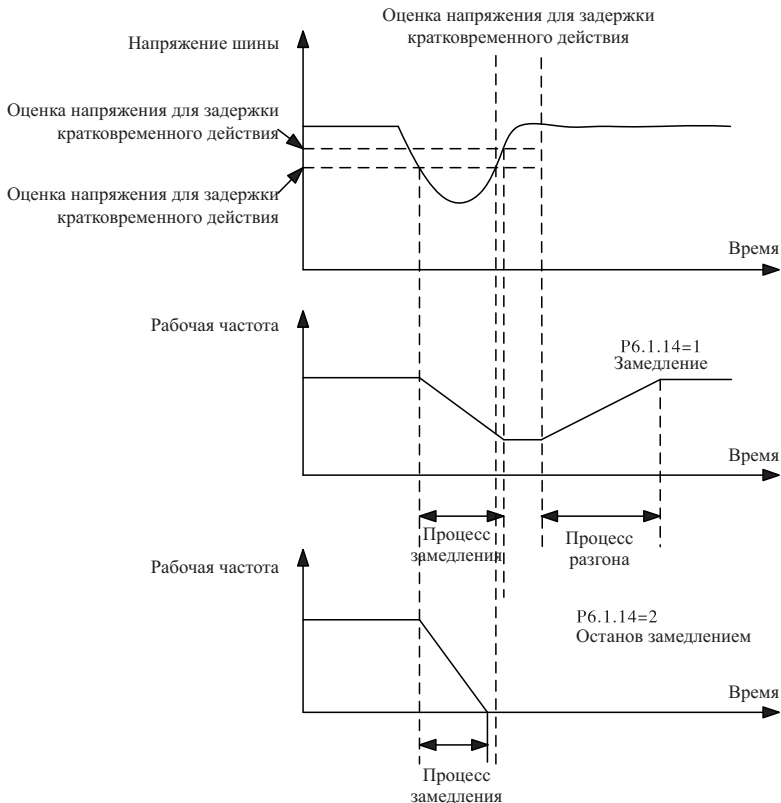 Оценка напряжения для задержки
кратковременного действия
Напряжение шины
Оценка напряжения для задержки
кратковременного действия
Оценка напряжения для задержки
кратковременного действия
Время
Рабочая частота
P6.1.14=1
Замедление
Время
Процесс
замедления
Процесс
разгона
Рабочая частота
P6.1.14=2
Останов замедлением
Время
Процесс
замедления